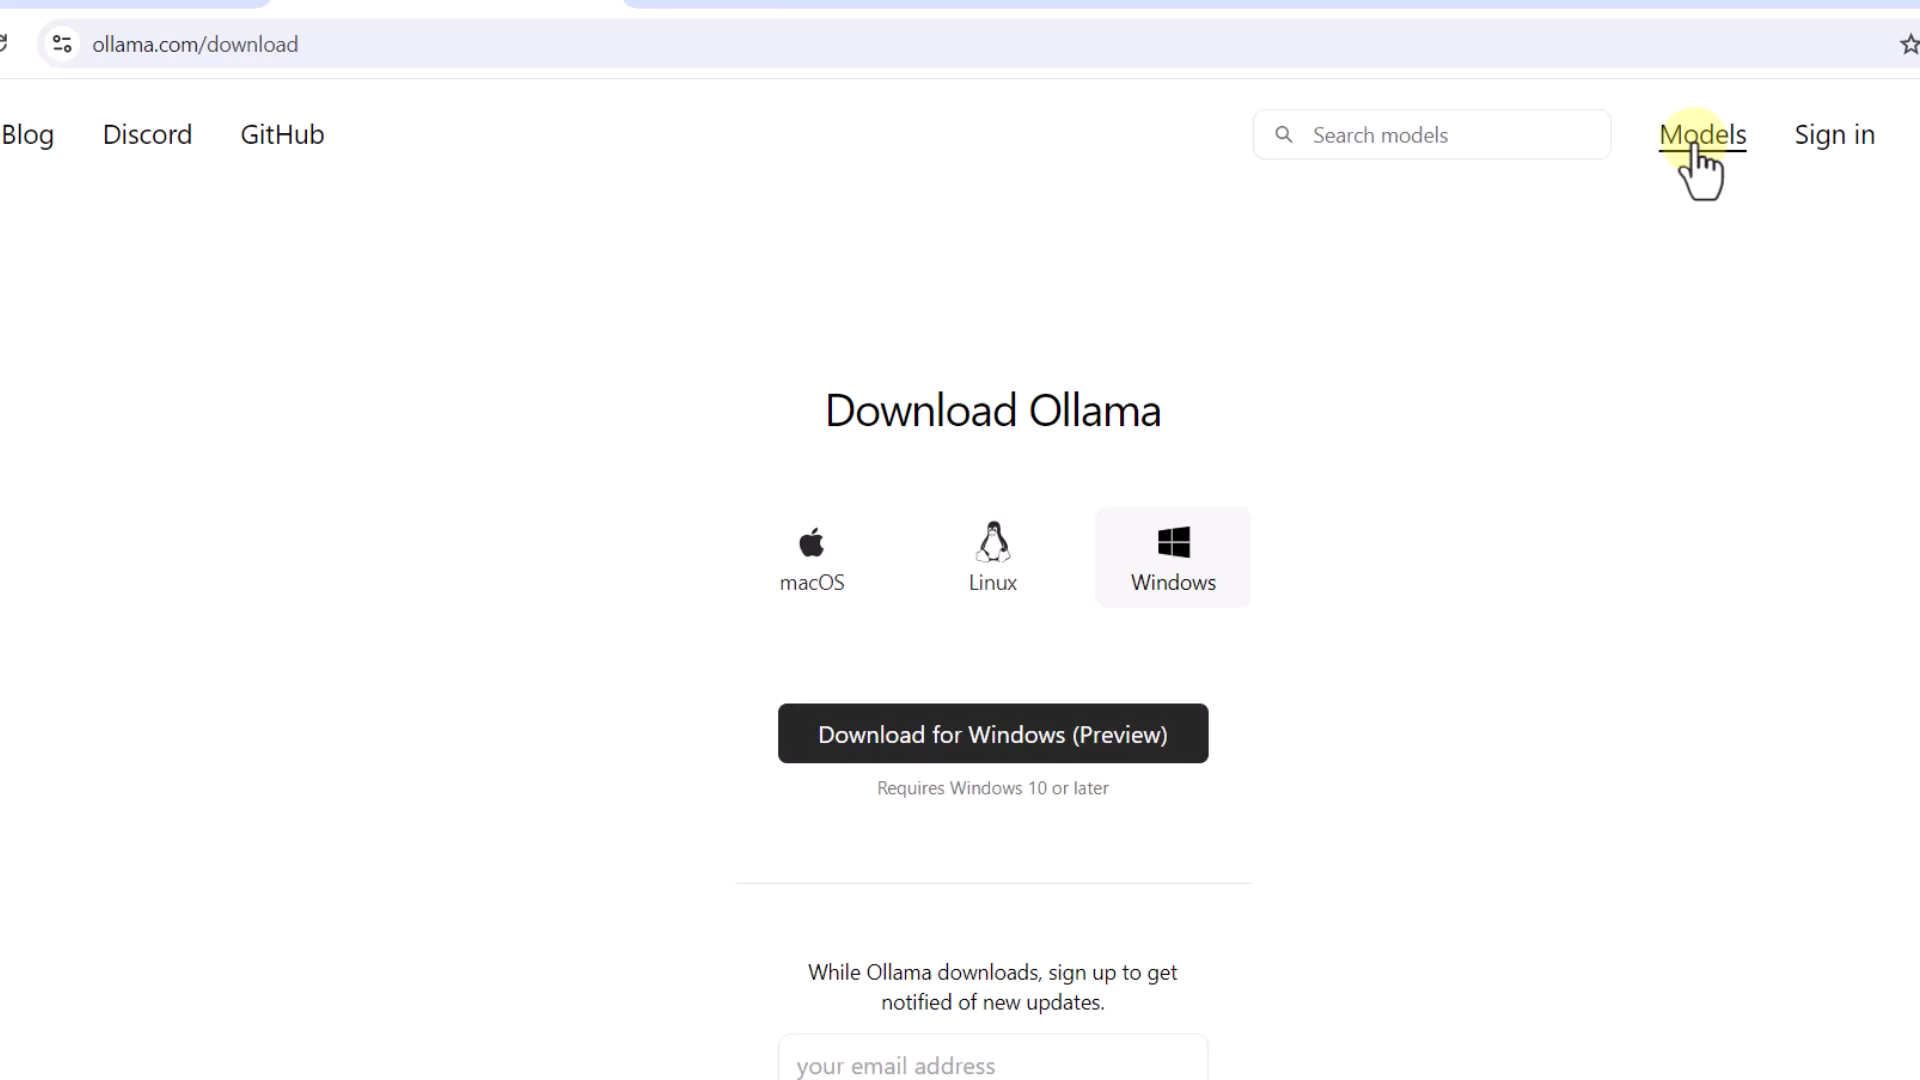 ollama.com/download
Blog Discord GitHub Search models Models Sign in
Download Ollama
macOS Linux Windows
Download for Windows (Preview)
Requires Windows 10 or later
While Ollama downloads, sign up to get
notified of new updates.
your email address